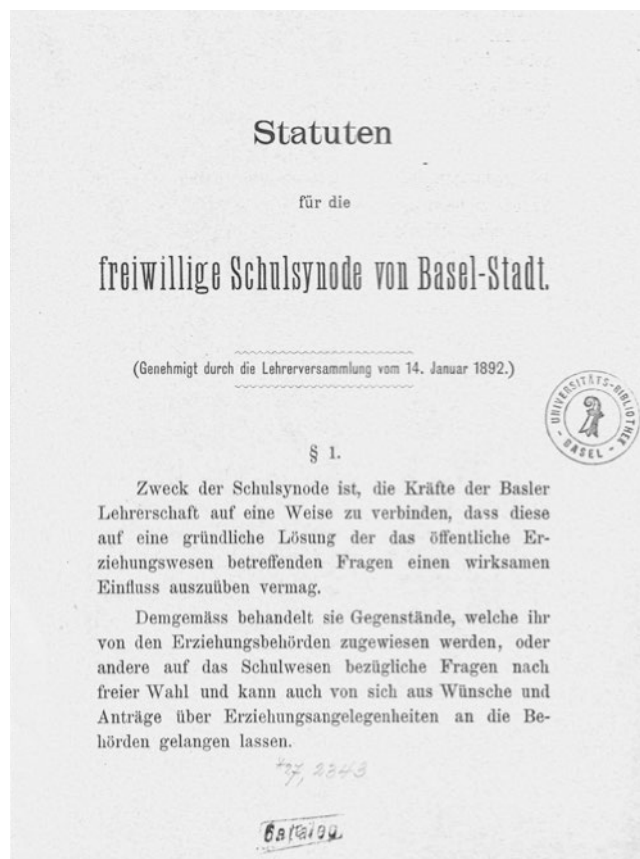 Statuten
für die
freiwillige Schulsynode von Basel-Stadt.
(Genehmigt durch die Lehrerversammlung vom 14. Januar 1892.)
UNIVERSITÄTS-BIBLIOTHEK
- BASEL -
§ 1.
Zweck der Schulsynode ist, die Kräfte der Basler
Lehrerschaft auf eine Weise zu verbinden, dass diese
auf eine gründliche Lösung der das öffentliche Er-
ziehungswesen betreffenden Fragen einen wirksamen
Einfluss auszuüben vermag.
Demgemäss behandelt sie Gegenstände, welche ihr
von den Erziehungsbehörden zugewiesen werden, oder
andere auf das Schulwesen bezügliche Fragen nach
freier Wahl und kann auch von sich aus Wünsche und
Anträge über Erziehungsangelegenheiten an die Be-
hörden gelangen lassen.
27, 2343
Catalog